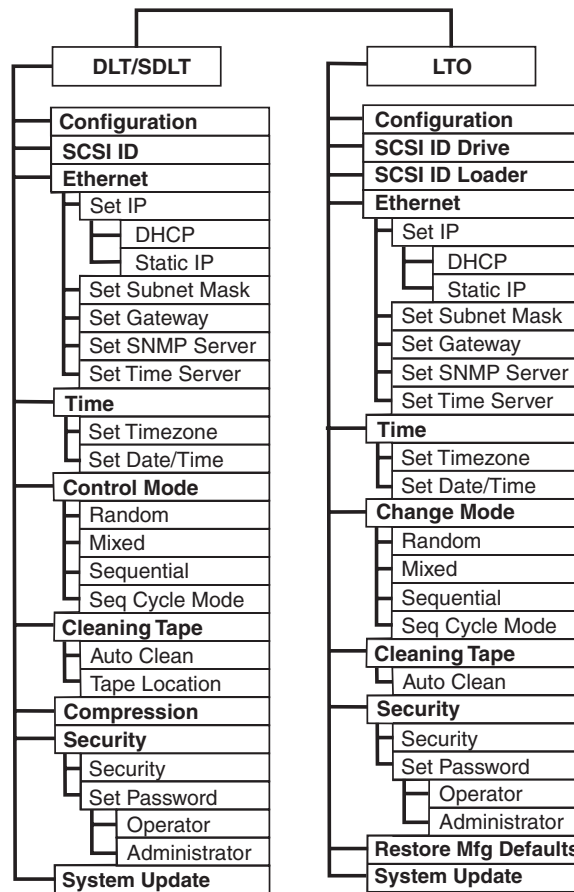 DLT/SDLT
Configuration
SCSI ID
Ethernet
Set IP
DHCP
Static IP
Set Subnet Mask
Set Gateway
Set SNMP Server
Set Time Server
Time
Set Timezone
Set Date/Time
Control Mode
Random
Mixed
Sequential
Seq Cycle Mode
Cleaning Tape
Auto Clean
Tape Location
Compression
Security
Security
Set Password
Operator
Administrator
System Update
LTO
Configuration
SCSI ID Drive
SCSI ID Loader
Ethernet
Set IP
DHCP
Static IP
Set Subnet Mask
Set Gateway
Set SNMP Server
Set Time Server
Time
Set Timezone
Set Date/Time
Change Mode
Random
Mixed
Sequential
Seq Cycle Mode
Cleaning Tape
Auto Clean
Security
Security
Set Password
Operator
Administrator
Restore Mfg Defaults
System Update